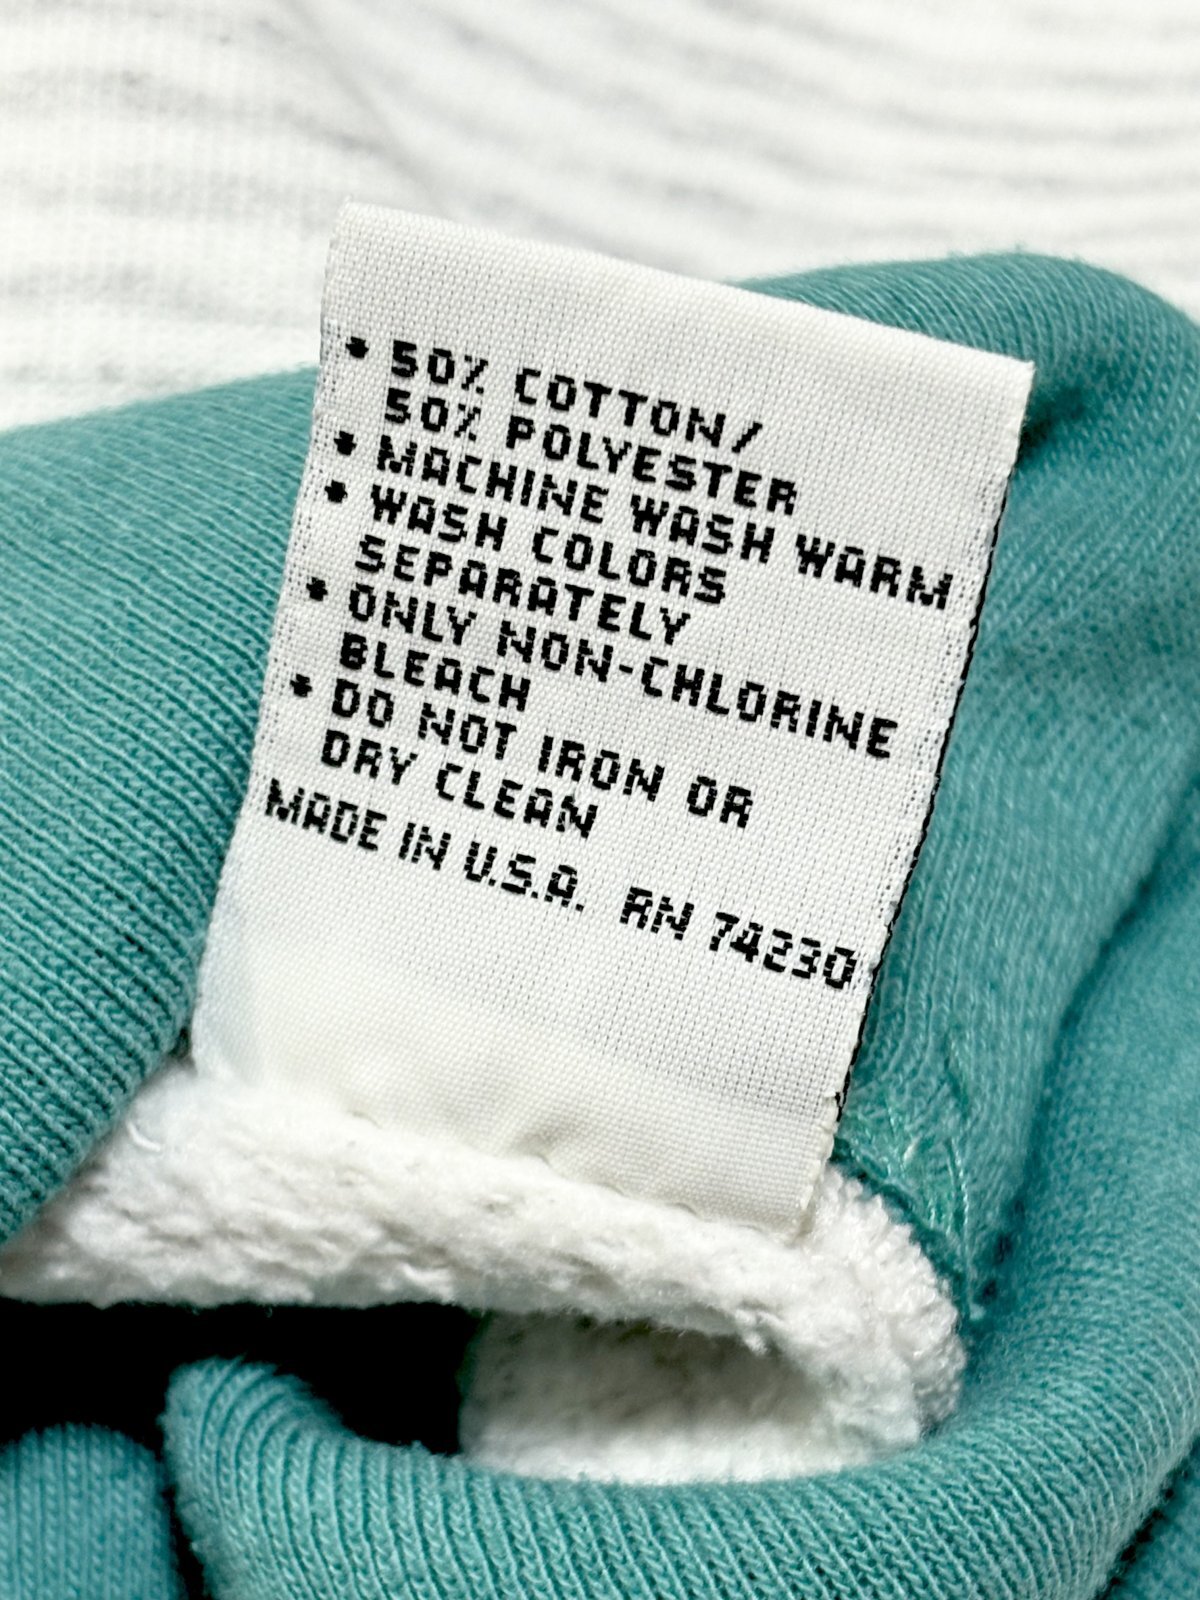 • 50% COTTON/
50% POLYESTER
• MACHINE WASH WARM
• WASH COLORS
SEPARATELY
• ONLY NON-CHLORINE
BLEACH
• DO NOT IRON OR
DRY CLEAN
MADE IN U.S.A. RN 74230